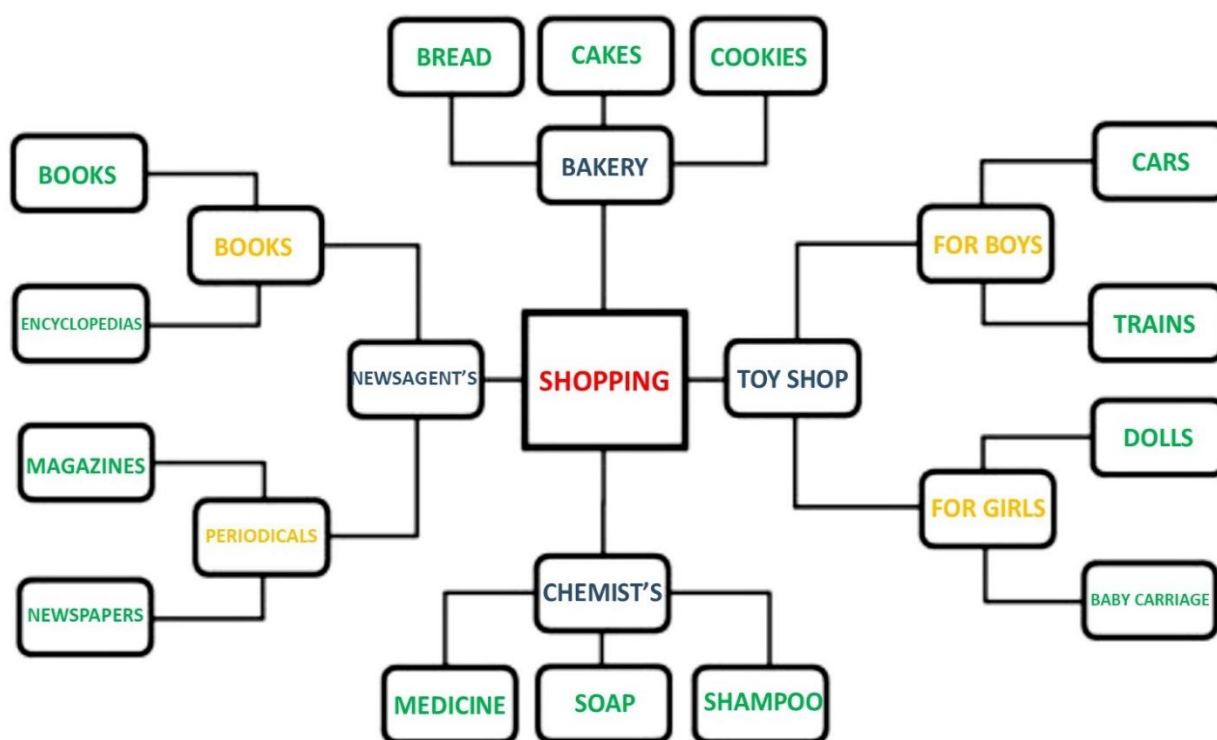 BREAD
CAKES
COOKIES
BAKERY
BOOKS
BOOKS
ENCYCLOPEDIAS
NEWSAGENT’S
MAGAZINES
PERIODICALS
NEWSPAPERS
SHOPPING
TOY SHOP
FOR BOYS
CARS
TRAINS
FOR GIRLS
DOLLS
BABY CARRIAGE
CHEMIST’S
MEDICINE
SOAP
SHAMPOO